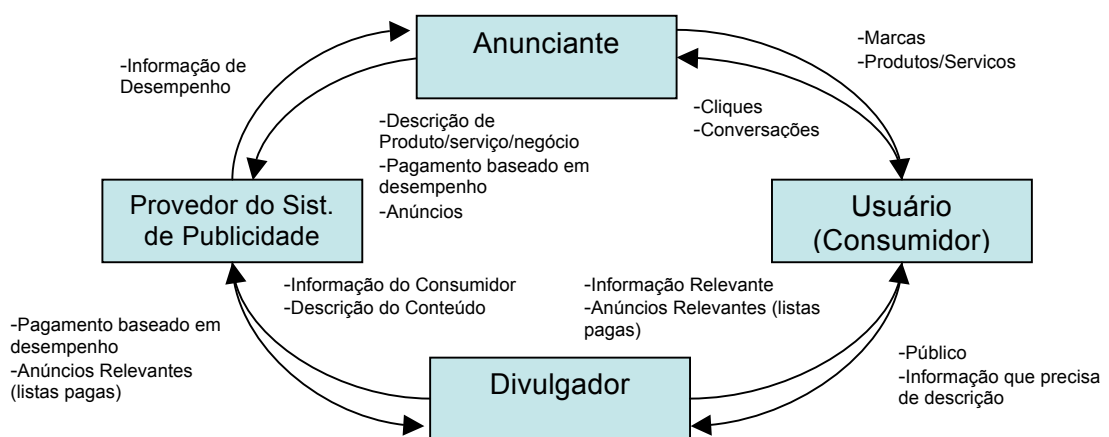 Anunciante
-Marcas
-Produtos/Servicos
-Informação de
Desempenho
-Cliques
-Conversações
-Descrição de
Produto/serviço/negócio
-Pagamento baseado em
desempenho
-Anúncios
Provedor do Sist.
de Publicidade
Usuário
(Consumidor)
-Informação do Consumidor
-Descrição do Conteúdo
-Informação Relevante
-Anúncios Relevantes (listas
pagas)
-Pagamento baseado em
desempenho
-Anúncios Relevantes
(listas pagas)
Divulgador
-Público
-Informação que precisa
de descrição